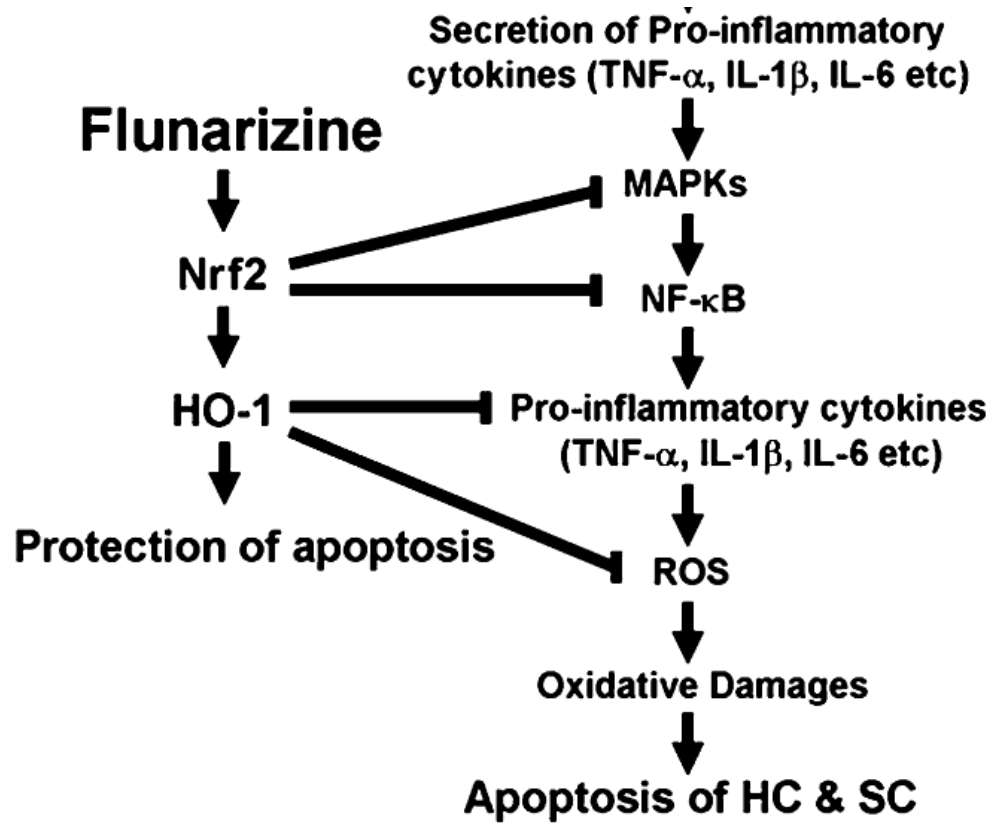 Secretion of Pro-inflammatory
cytokines (TNF-α, IL-1β, IL-6 etc)
Flunarizine
MAPKs
Nrf2
NF-κB
HO-1
Pro-inflammatory cytokines
(TNF-α, IL-1β, IL-6 etc)
Protection of apoptosis
ROS
Oxidative Damages
Apoptosis of HC & SC